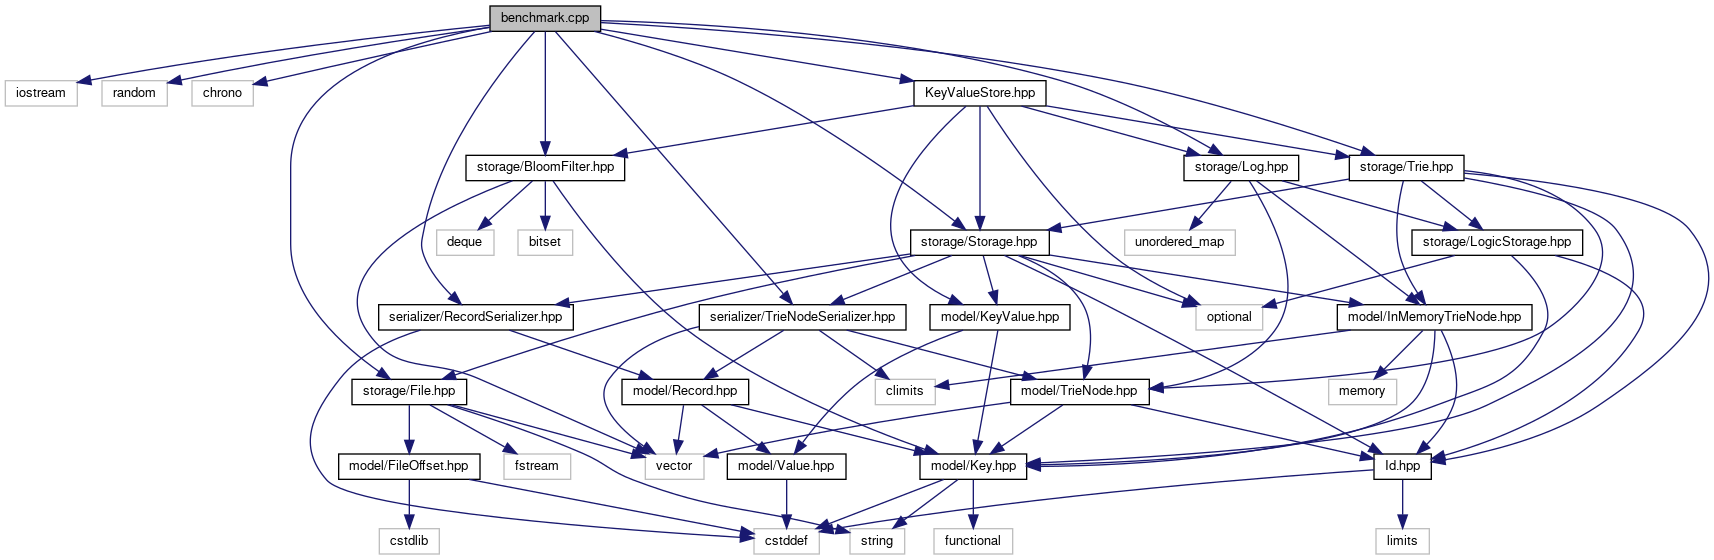 benchmark.cpp
iostream
random
chrono
KeyValueStore.hpp
storage/BloomFilter.hpp
storage/Log.hpp
storage/Trie.hpp
deque
bitset
storage/Storage.hpp
unordered_map
storage/LogicStorage.hpp
serializer/RecordSerializer.hpp
serializer/TrieNodeSerializer.hpp
model/KeyValue.hpp
optional
model/InMemoryTrieNode.hpp
storage/File.hpp
model/Record.hpp
climits
model/TrieNode.hpp
memory
model/FileOffset.hpp
fstream
vector
model/Value.hpp
model/Key.hpp
Id.hpp
cstdlib
cstddef
string
functional
limits